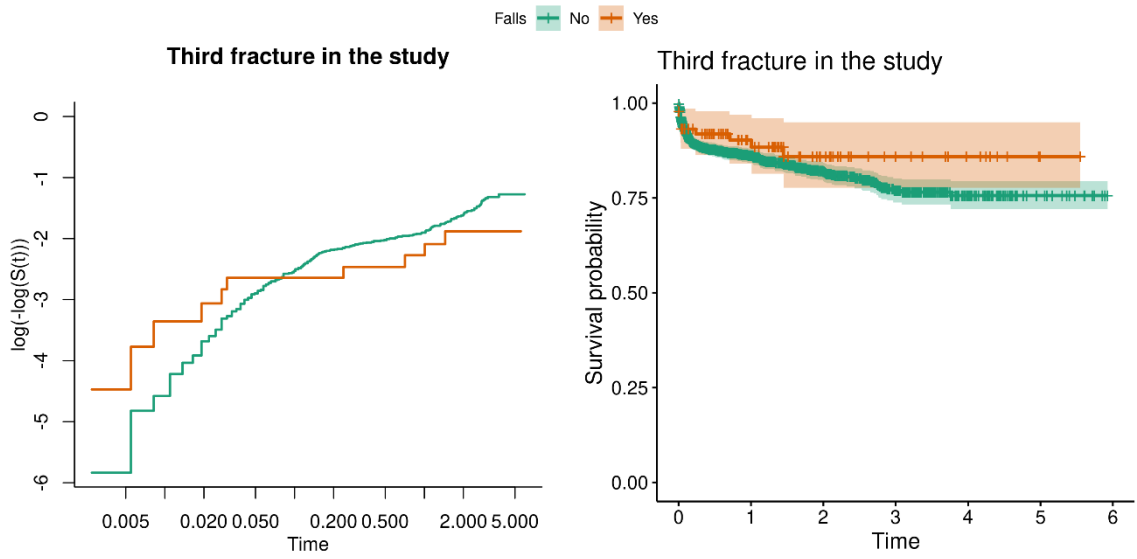 Falls No Yes
Third fracture in the study
log(-log(S(t)))
0
-1
-2
-3
-4
-5
-6
0.005 0.020 0.050 0.200 0.500 2.000 5.000
Time
Third fracture in the study
Survival probability
1.00
0.75
0.50
0.25
0.00
0 1 2 3 4 5 6
Time